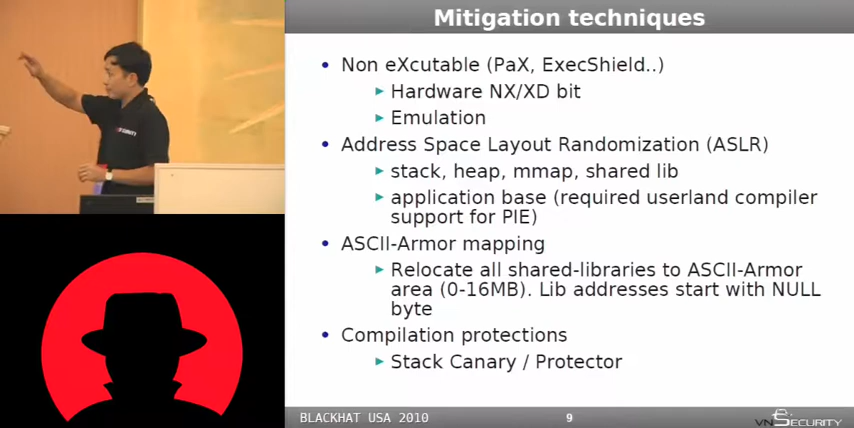 Mitigation techniques
• Non eXcutable (PaX, ExecShield..)
▸ Hardware NX/XD bit
▸ Emulation
• Address Space Layout Randomization (ASLR)
▸ stack, heap, mmap, shared lib
▸ application base (required userland compiler
support for PIE)
• ASCII-Armor mapping
▸ Relocate all shared-libraries to ASCII-Armor
area (0-16MB). Lib addresses start with NULL
byte
• Compilation protections
▸ Stack Canary / Protector
BLACKHAT USA 2010
9
VNSECURITY